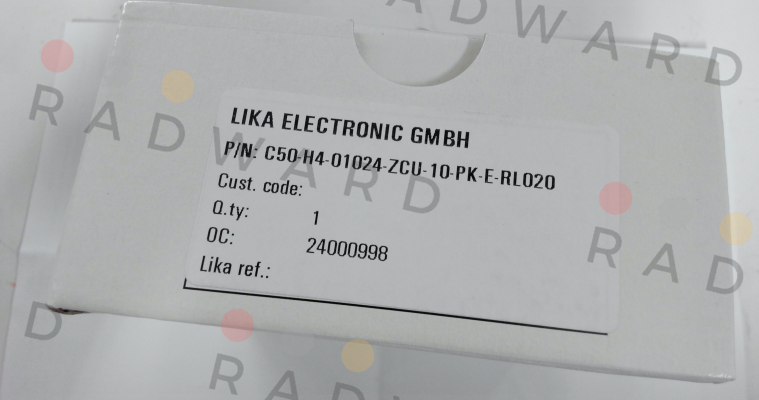 RADWARD
RADWARD
LIKA ELECTRONIC GMBH
P/N: C50-H4-01024-ZCU-10-PK-E-RL020
Cust. code:
Q.ty: 1
OC: 24000998
Lika ref.:
RAD
D
RADWARD